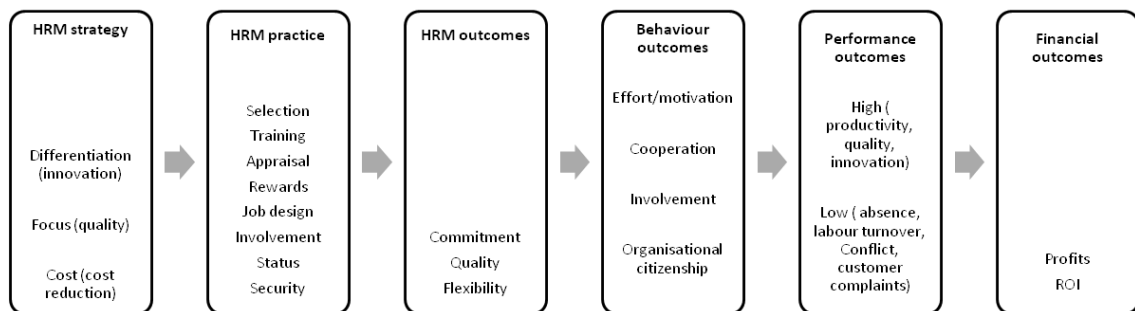 HRM strategy
Differentiation
(innovation)
Focus (quality)
Cost (cost
reduction)
HRM practice
Selection
Training
Appraisal
Rewards
Job design
Involvement
Status
Security
HRM outcomes
Commitment
Quality
Flexibility
Behaviour
outcomes
Effort/motivation
Cooperation
Involvement
Organisational
citizenship
Performance
outcomes
High (
productivity,
quality,
innovation)
Low ( absence,
labour turnover,
Conflict,
customer
complaints)
Financial
outcomes
Profits
ROI